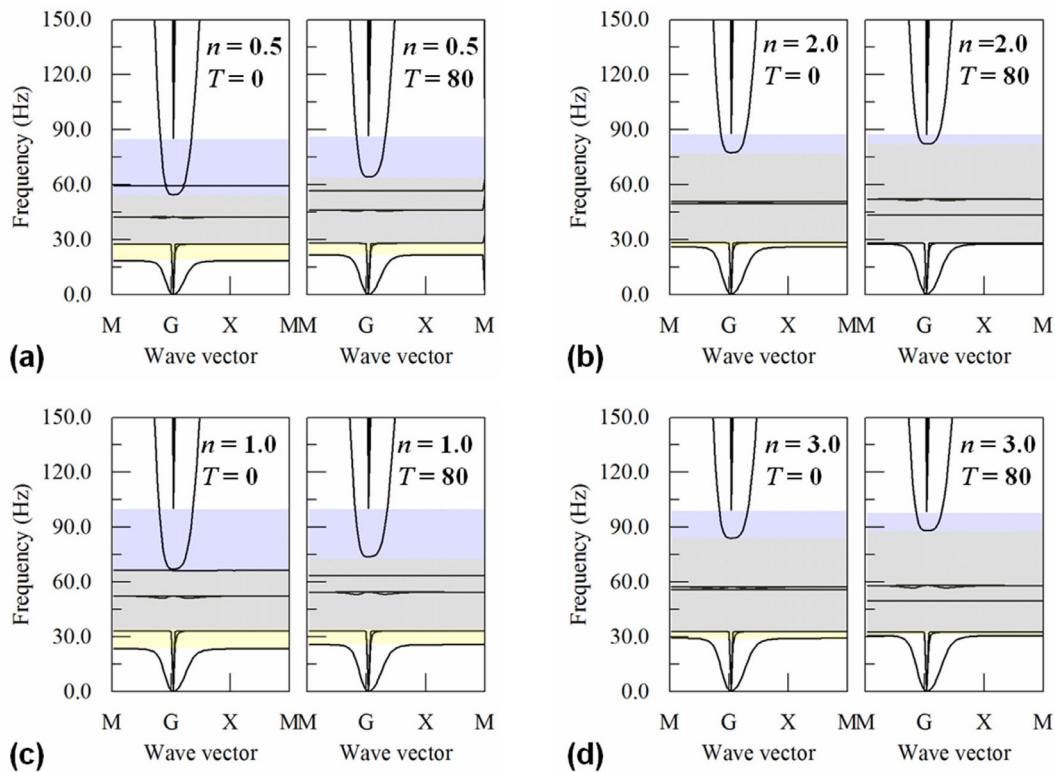 150.0
120.0
90.0
60.0
30.0
0.0
Frequency (Hz)
n = 0.5
T = 0
n = 0.5
T = 80
M G X M
M G X M
Wave vector
Wave vector
(a)
150.0
120.0
90.0
60.0
30.0
0.0
Frequency (Hz)
n = 2.0
T = 0
n =2.0
T = 80
M G X M
M G X M
Wave vector
Wave vector
(b)
150.0
120.0
90.0
60.0
30.0
0.0
Frequency (Hz)
n = 1.0
T = 0
n = 1.0
T = 80
M G X M
M G X M
Wave vector
Wave vector
(c)
150.0
120.0
90.0
60.0
30.0
0.0
Frequency (Hz)
n = 3.0
T = 0
n = 3.0
T = 80
M G X M
M G X M
Wave vector
Wave vector
(d)